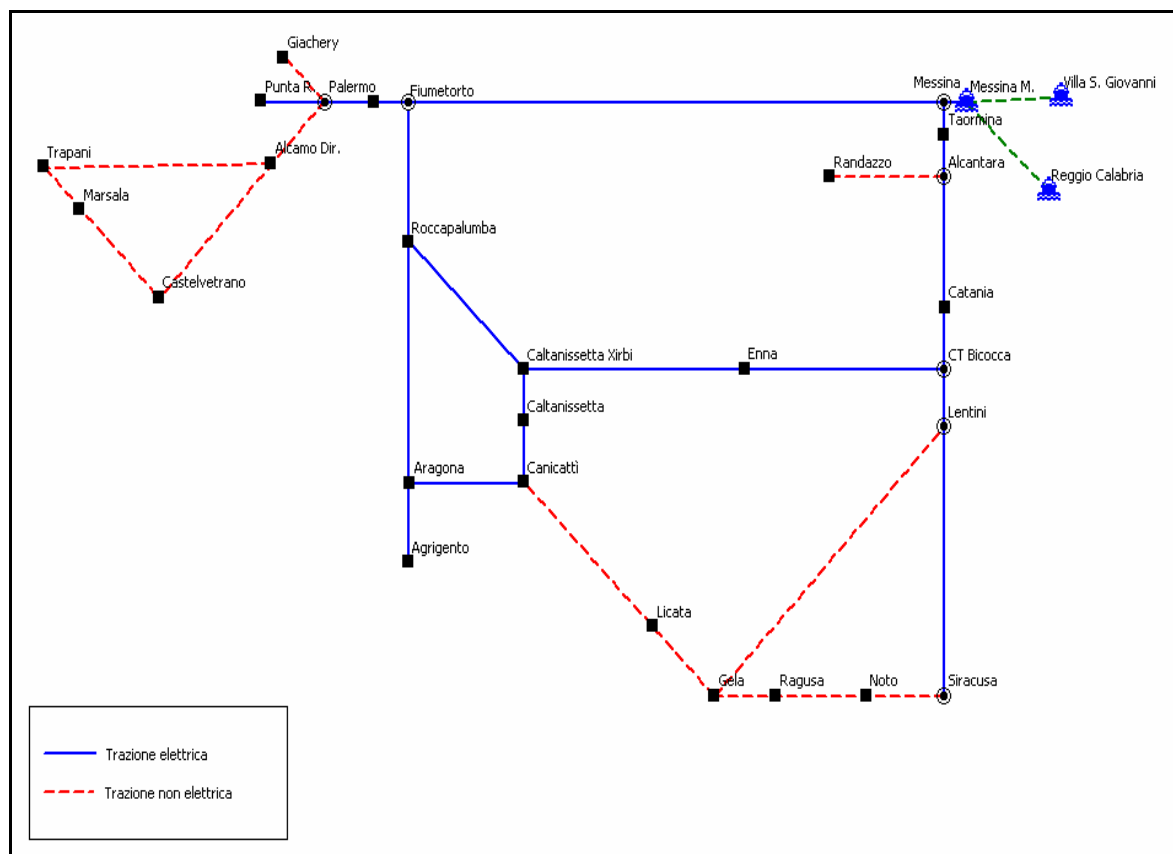 Giachery
Punta R.
Palermo
Fiumetorto
Messina
Messina M.
Villa S. Giovanni
Taormina
Trapani
Alcamo Dir.
Randazzo
Alcantara
Reggio Calabria
Marsala
Roccapalumba
Castelvetrano
Catania
Caltanissetta Xirbi
Enna
CT Bicocca
Caltanissetta
Lentini
Aragona
Canicattì
Agrigento
Licata
Gela
Ragusa
Noto
Siracusa
Trazione elettrica
Trazione non elettrica